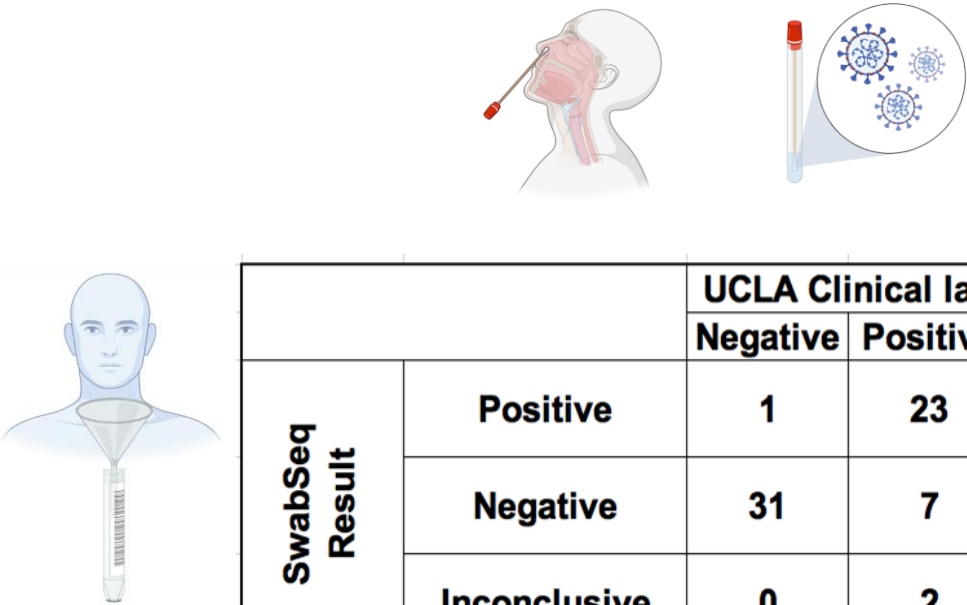 UCLA Clinical la
Negative Positiv
Positive 1 23
SwabSeq
Result
Negative 31 7
Inconclusive 0 2